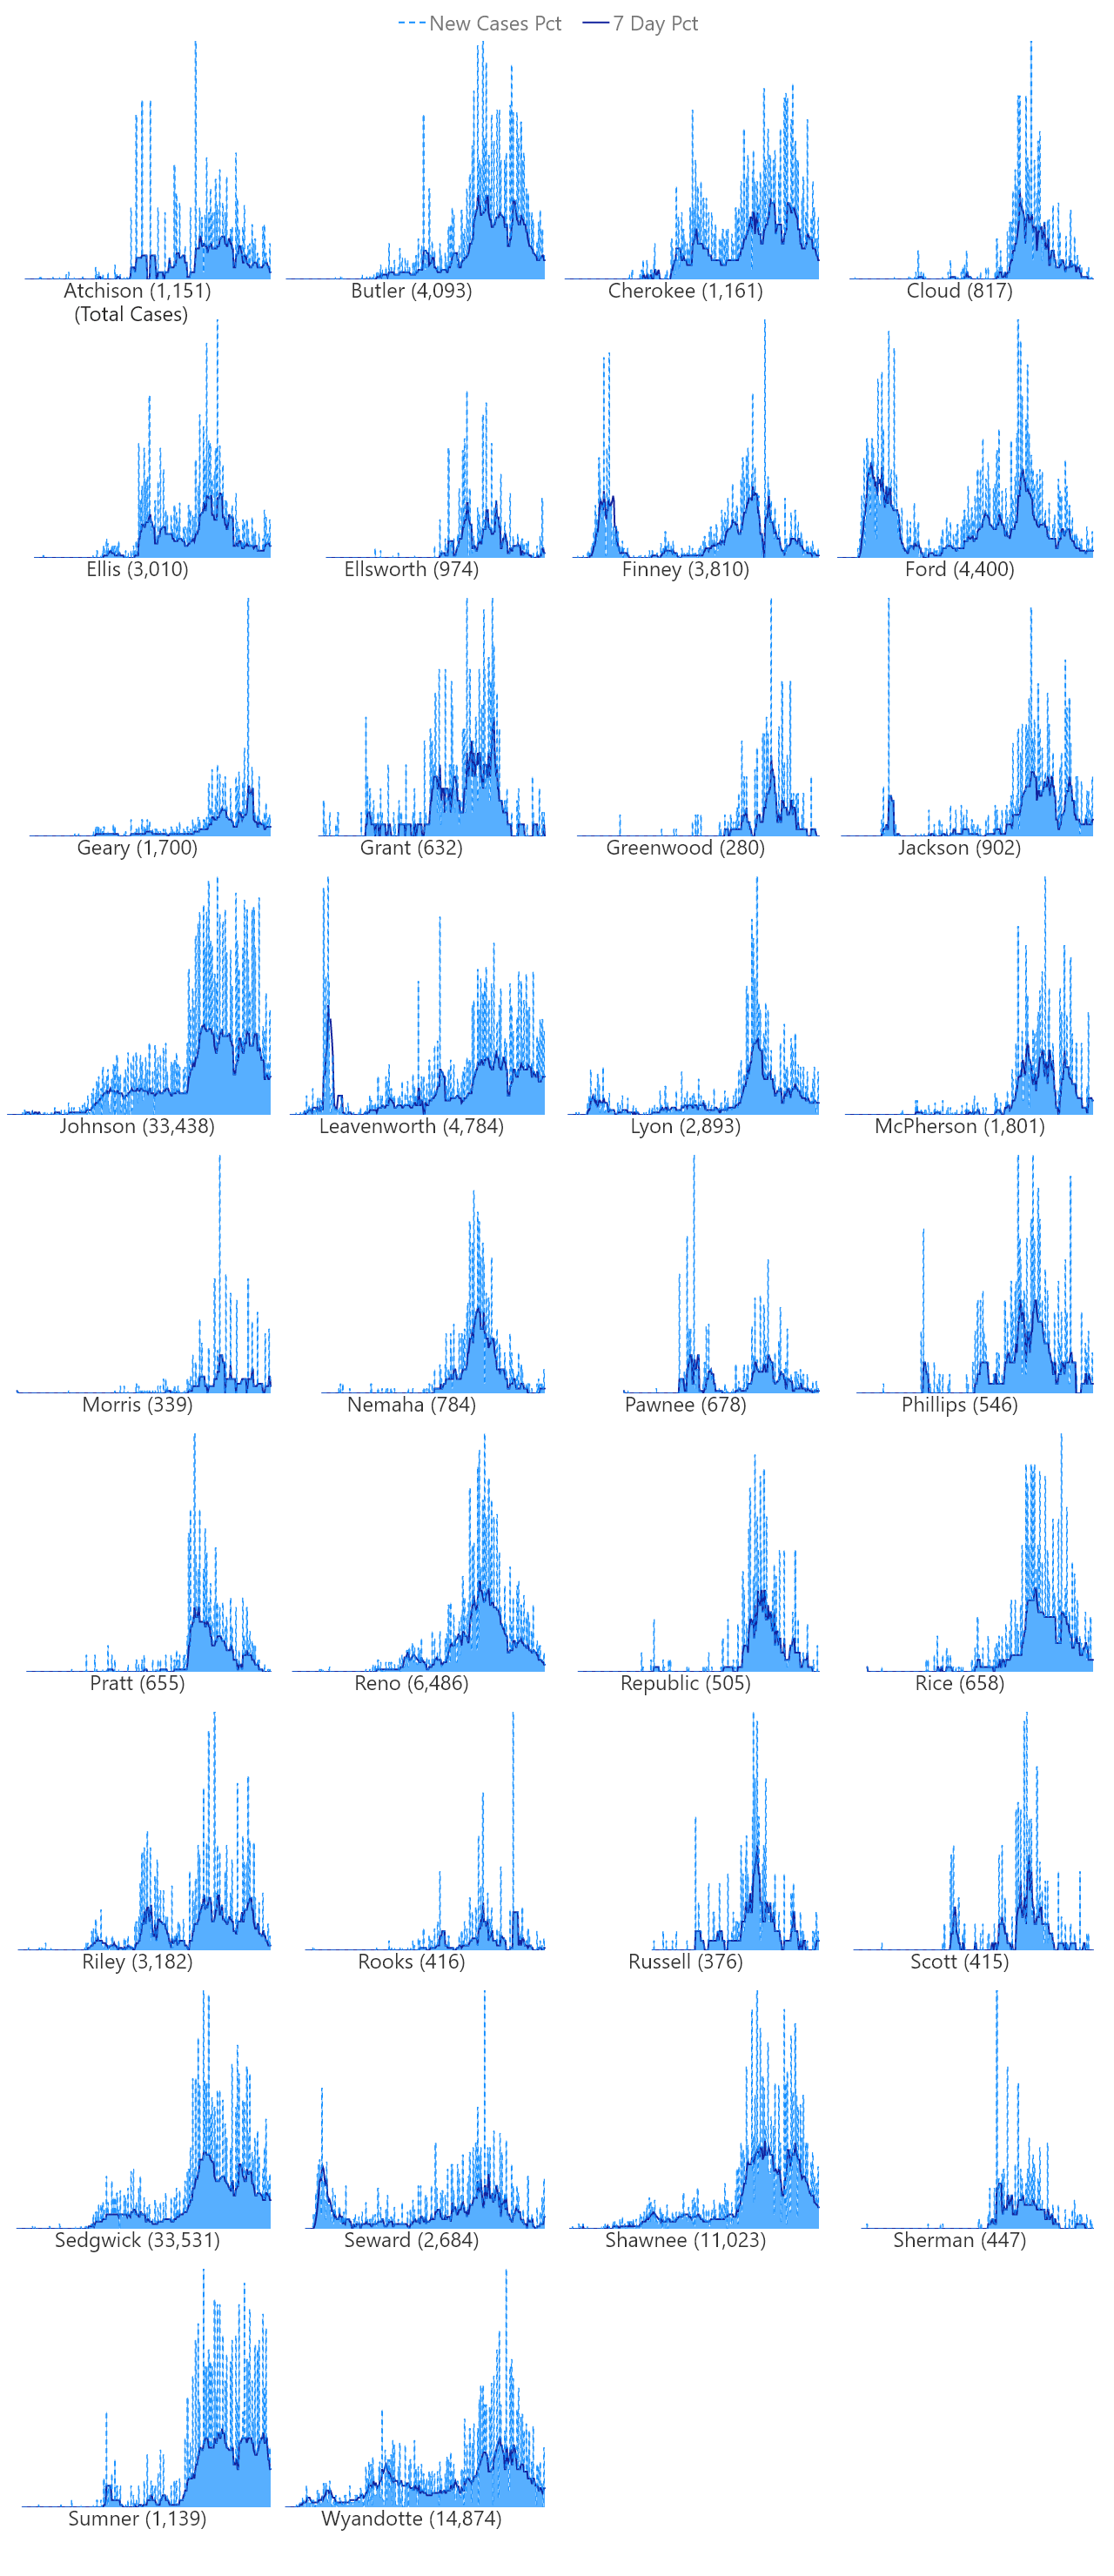 New Cases Pct 7 Day Pct
Atchison (1,151) Butler (4,093) Cherokee (1,161) Cloud (817)
(Total Cases)
Ellis (3,010) Ellsworth (974) Finney (3,810) Ford (4,400)
Geary (1,700) Grant (632) Greenwood (280) Jackson (902)
Johnson (33,438) Leavenworth (4,784) Lyon (2,893) McPherson (1,801)
Morris (339) Nemaha (784) Pawnee (678) Phillips (546)
Pratt (655) Reno (6,486) Republic (505) Rice (658)
Riley (3,182) Rooks (416) Russell (376) Scott (415)
Sedgwick (33,531) Seward (2,684) Shawnee (11,023) Sherman (447)
Sumner (1,139) Wyandotte (14,874)